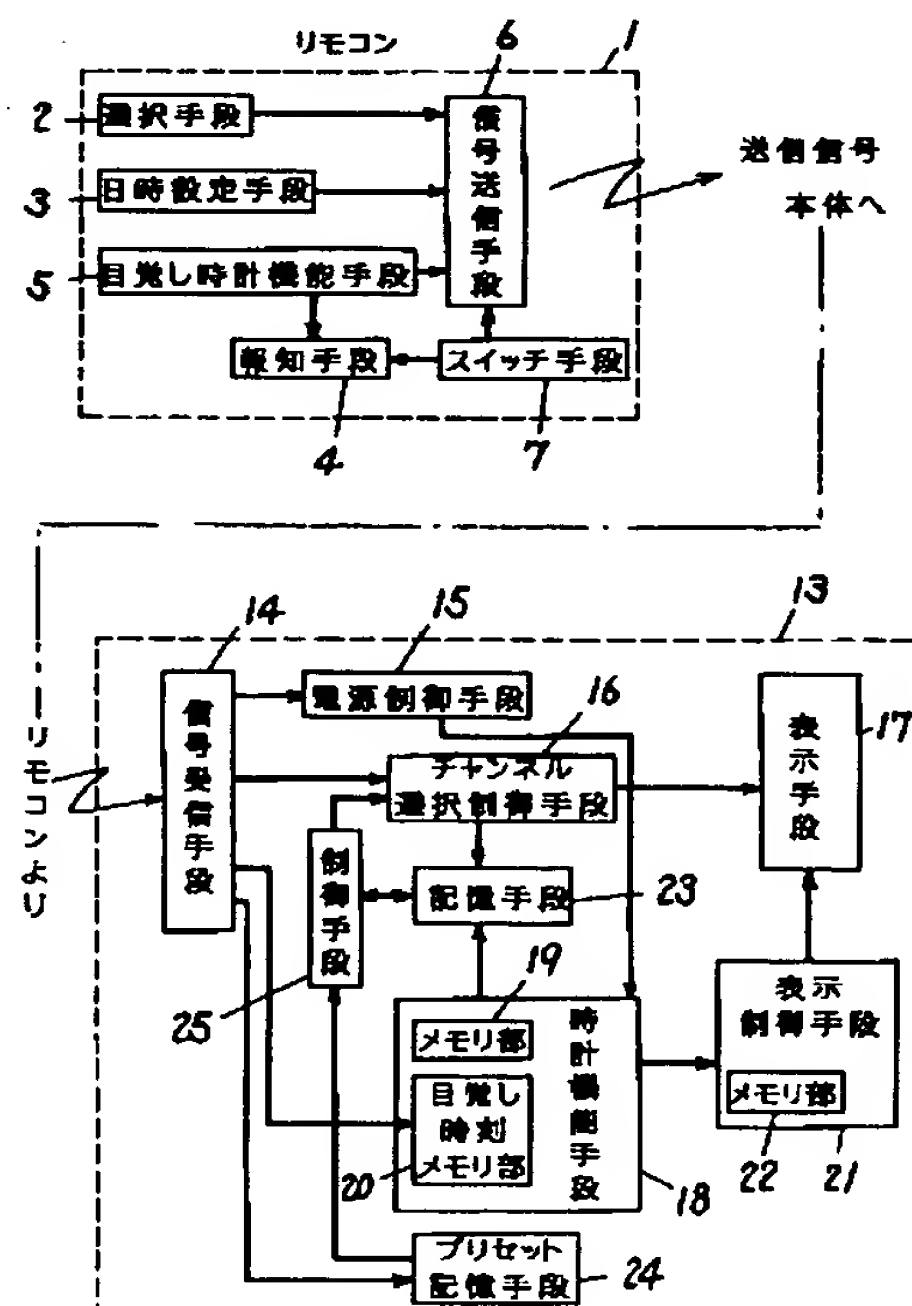 リモコン
6
1
2
選択手段
信号送信手段
送信信号
本体へ
3
日時設定手段
5
目覚し時計機能手段
報知手段
スイッチ手段
4
7
13
14
15
16
電源制御手段
17
信号受信手段
チャンネル
選択制御手段
表示手段
リモコンより
制御手段
記憶手段
23
25
19
メモリ部
時計機能手段
表示
制御手段
目覚し
時刻
メモリ部
20
メモリ部
18
22
21
プリセット
記憶手段
24